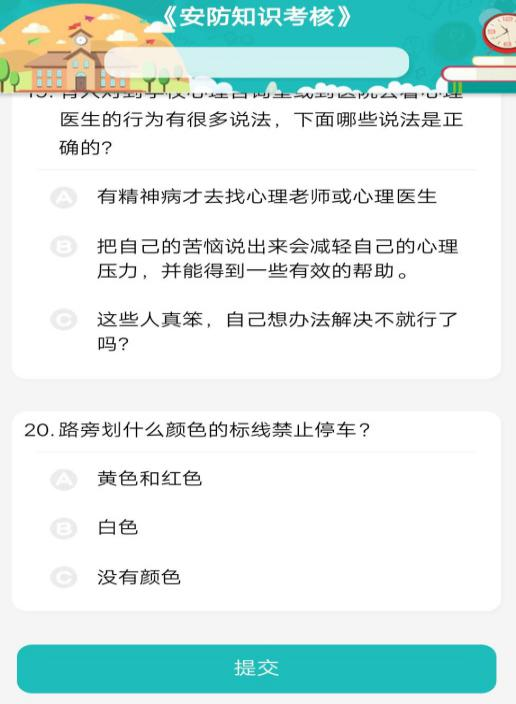 《安防知识考核》
医生的行为有很多说法，下面哪些说法是正
确的？
A 有精神病才去找心理老师或心理医生
B 把自己的苦恼说出来会减轻自己的心理
压力，并能得到一些有效的帮助。
C 这些人真笨，自己想办法解决不就行了
吗？
20. 路旁划什么颜色的标线禁止停车？
A 黄色和红色
B 白色
C 没有颜色
提交